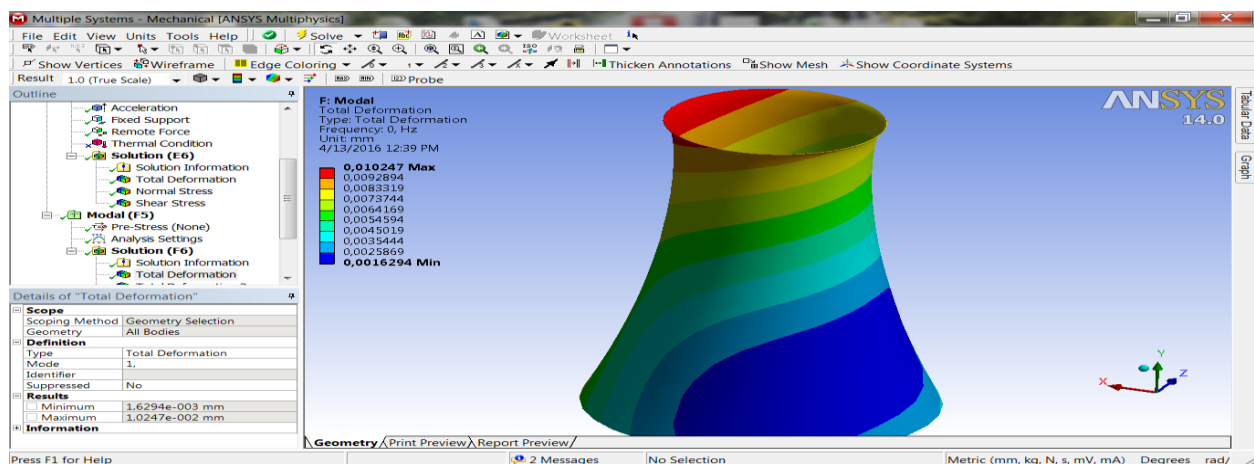 Multiple Systems - Mechanical [ANSYS Multiphysics]
File Edit View Units Tools Help Solve Worksheet
Show Vertices Wireframe Edge Coloring Thicken Annotations Show Mesh Show Coordinate Systems
Result 1.0 (True Scale) Probe
Outline
Acceleration
Fixed Support
Remote Force
Thermal Condition
Solution (E6)
Solution Information
Total Deformation
Normal Stress
Shear Stress
Modal (F5)
Pre-Stress (None)
Analysis Settings
Solution (F6)
Solution Information
Total Deformation
Details of "Total Deformation"
Scope
Scoping Method Geometry Selection
Geometry All Bodies
Definition
Type Total Deformation
Mode 1,
Identifier
Suppressed No
Results
Minimum 1,6294e-003 mm
Maximum 1,0247e-002 mm
Information
F: Modal
Total Deformation
Type: Total Deformation
Frequency: 0, Hz
Unit: mm
4/13/2016 12:39 PM
0,010247 Max
0,0092894
0,0083319
0,0073744
0,0064169
0,0054594
0,0045019
0,0035444
0,0025869
0,0016294 Min
ANSYS
14.0
Y
X
Z
Tabular Data
Graph
Geometry Print Preview Report Preview
Press F1 for Help 2 Messages No Selection Metric (mm, kg, N, s, mV, mA) Degrees rad/